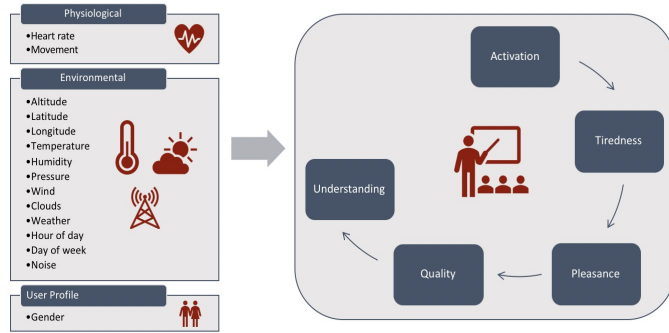 Physiological
•Heart rate
•Movement
Environmental
•Altitude
•Latitude
•Longitude
•Temperature
•Humidity
•Pressure
•Wind
•Clouds
•Weather
•Hour of day
•Day of week
•Noise
User Profile
•Gender
Activation
Tiredness
Pleasance
Quality
Understanding